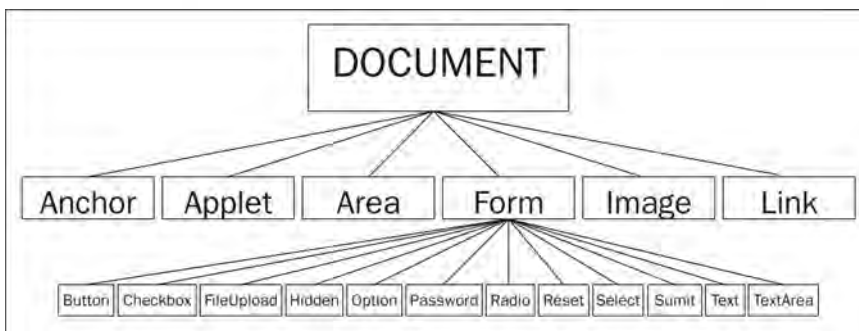 DOCUMENT
Anchor Applet Area Form Image Link
Button Checkbox FileUpload Hidden Option Password Radio Reset Select Sumit Text TextArea